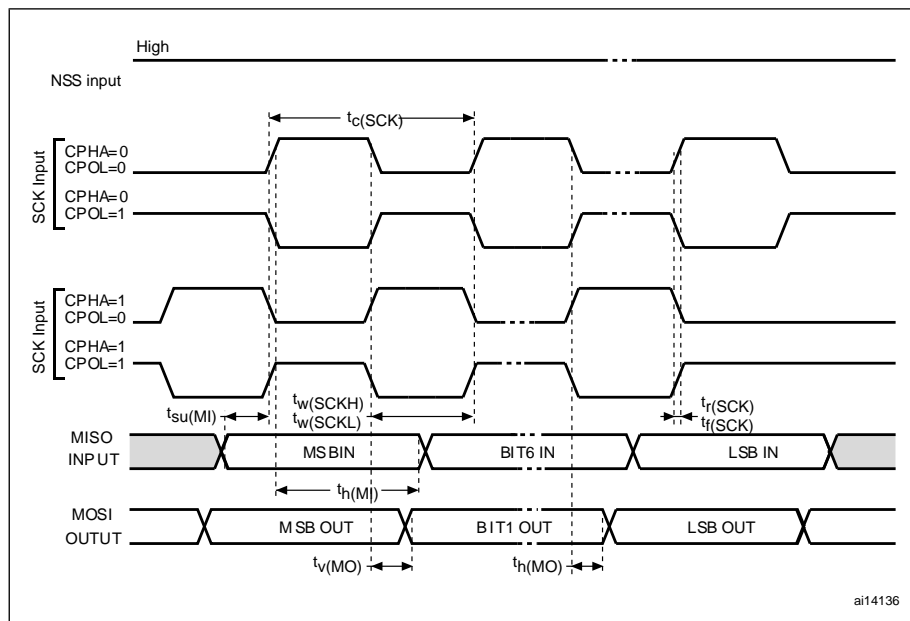 High
NSS input
tc(SCK)
SCK Input
CPHA=0
CPOL=0
CPHA=0
CPOL=1
SCK Input
CPHA=1
CPOL=0
CPHA=1
CPOL=1
tsu(MI)
tw(SCKH)
tw(SCKL)
tr(SCK)
tf(SCK)
MISO
INPUT
MSBIN
BIT6 IN
LSB IN
th(MI)
MOSI
OUTUT
MSB OUT
BIT1 OUT
LSB OUT
tv(MO)
th(MO)
ai14136